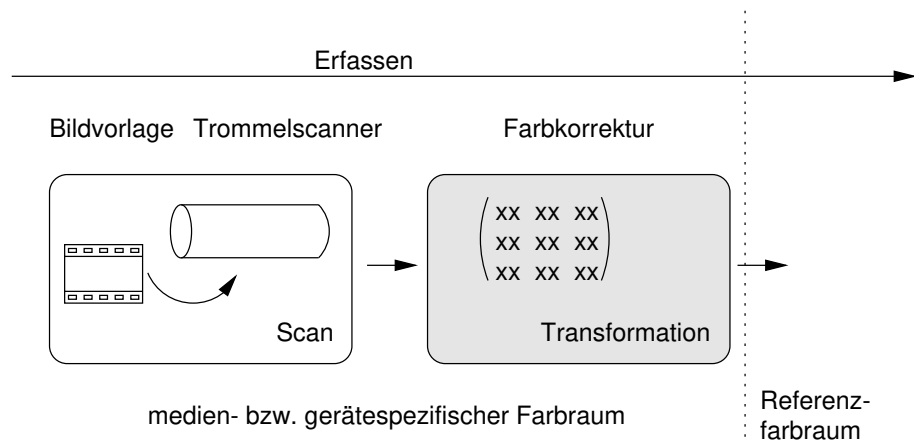 Erfassen
Bildvorlage Trommelscanner Farbkorrektur
xx xx xx
xx xx xx
xx xx xx
Scan
Transformation
medien- bzw. gerätespezifischer Farbraum
Referenz-
farbraum